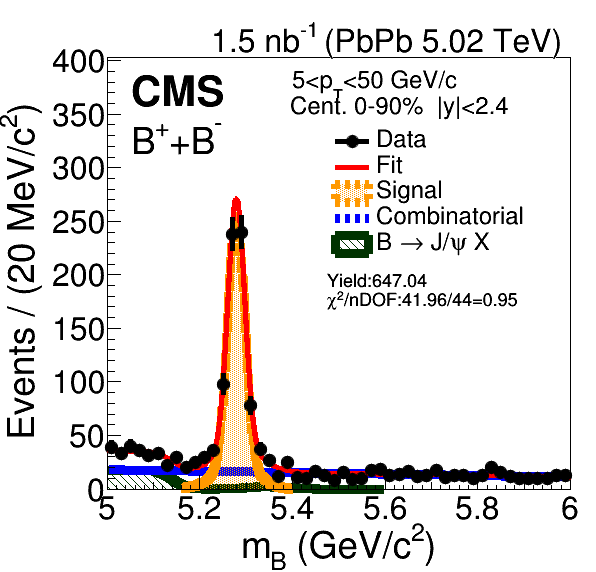 1.5 nb⁻¹ (PbPb 5.02 TeV)
CMS
B⁺+B⁻
5<p_T<50 GeV/c
Cent. 0-90% |y|<2.4
Data
Fit
Signal
Combinatorial
B → J/ψ X
Yield:647.04
χ²/nDOF:41.96/44=0.95
Events / (20 MeV/c²)
400
350
300
250
200
150
100
50
0
5 5.2 5.4 5.6 5.8 6
m_B (GeV/c²)